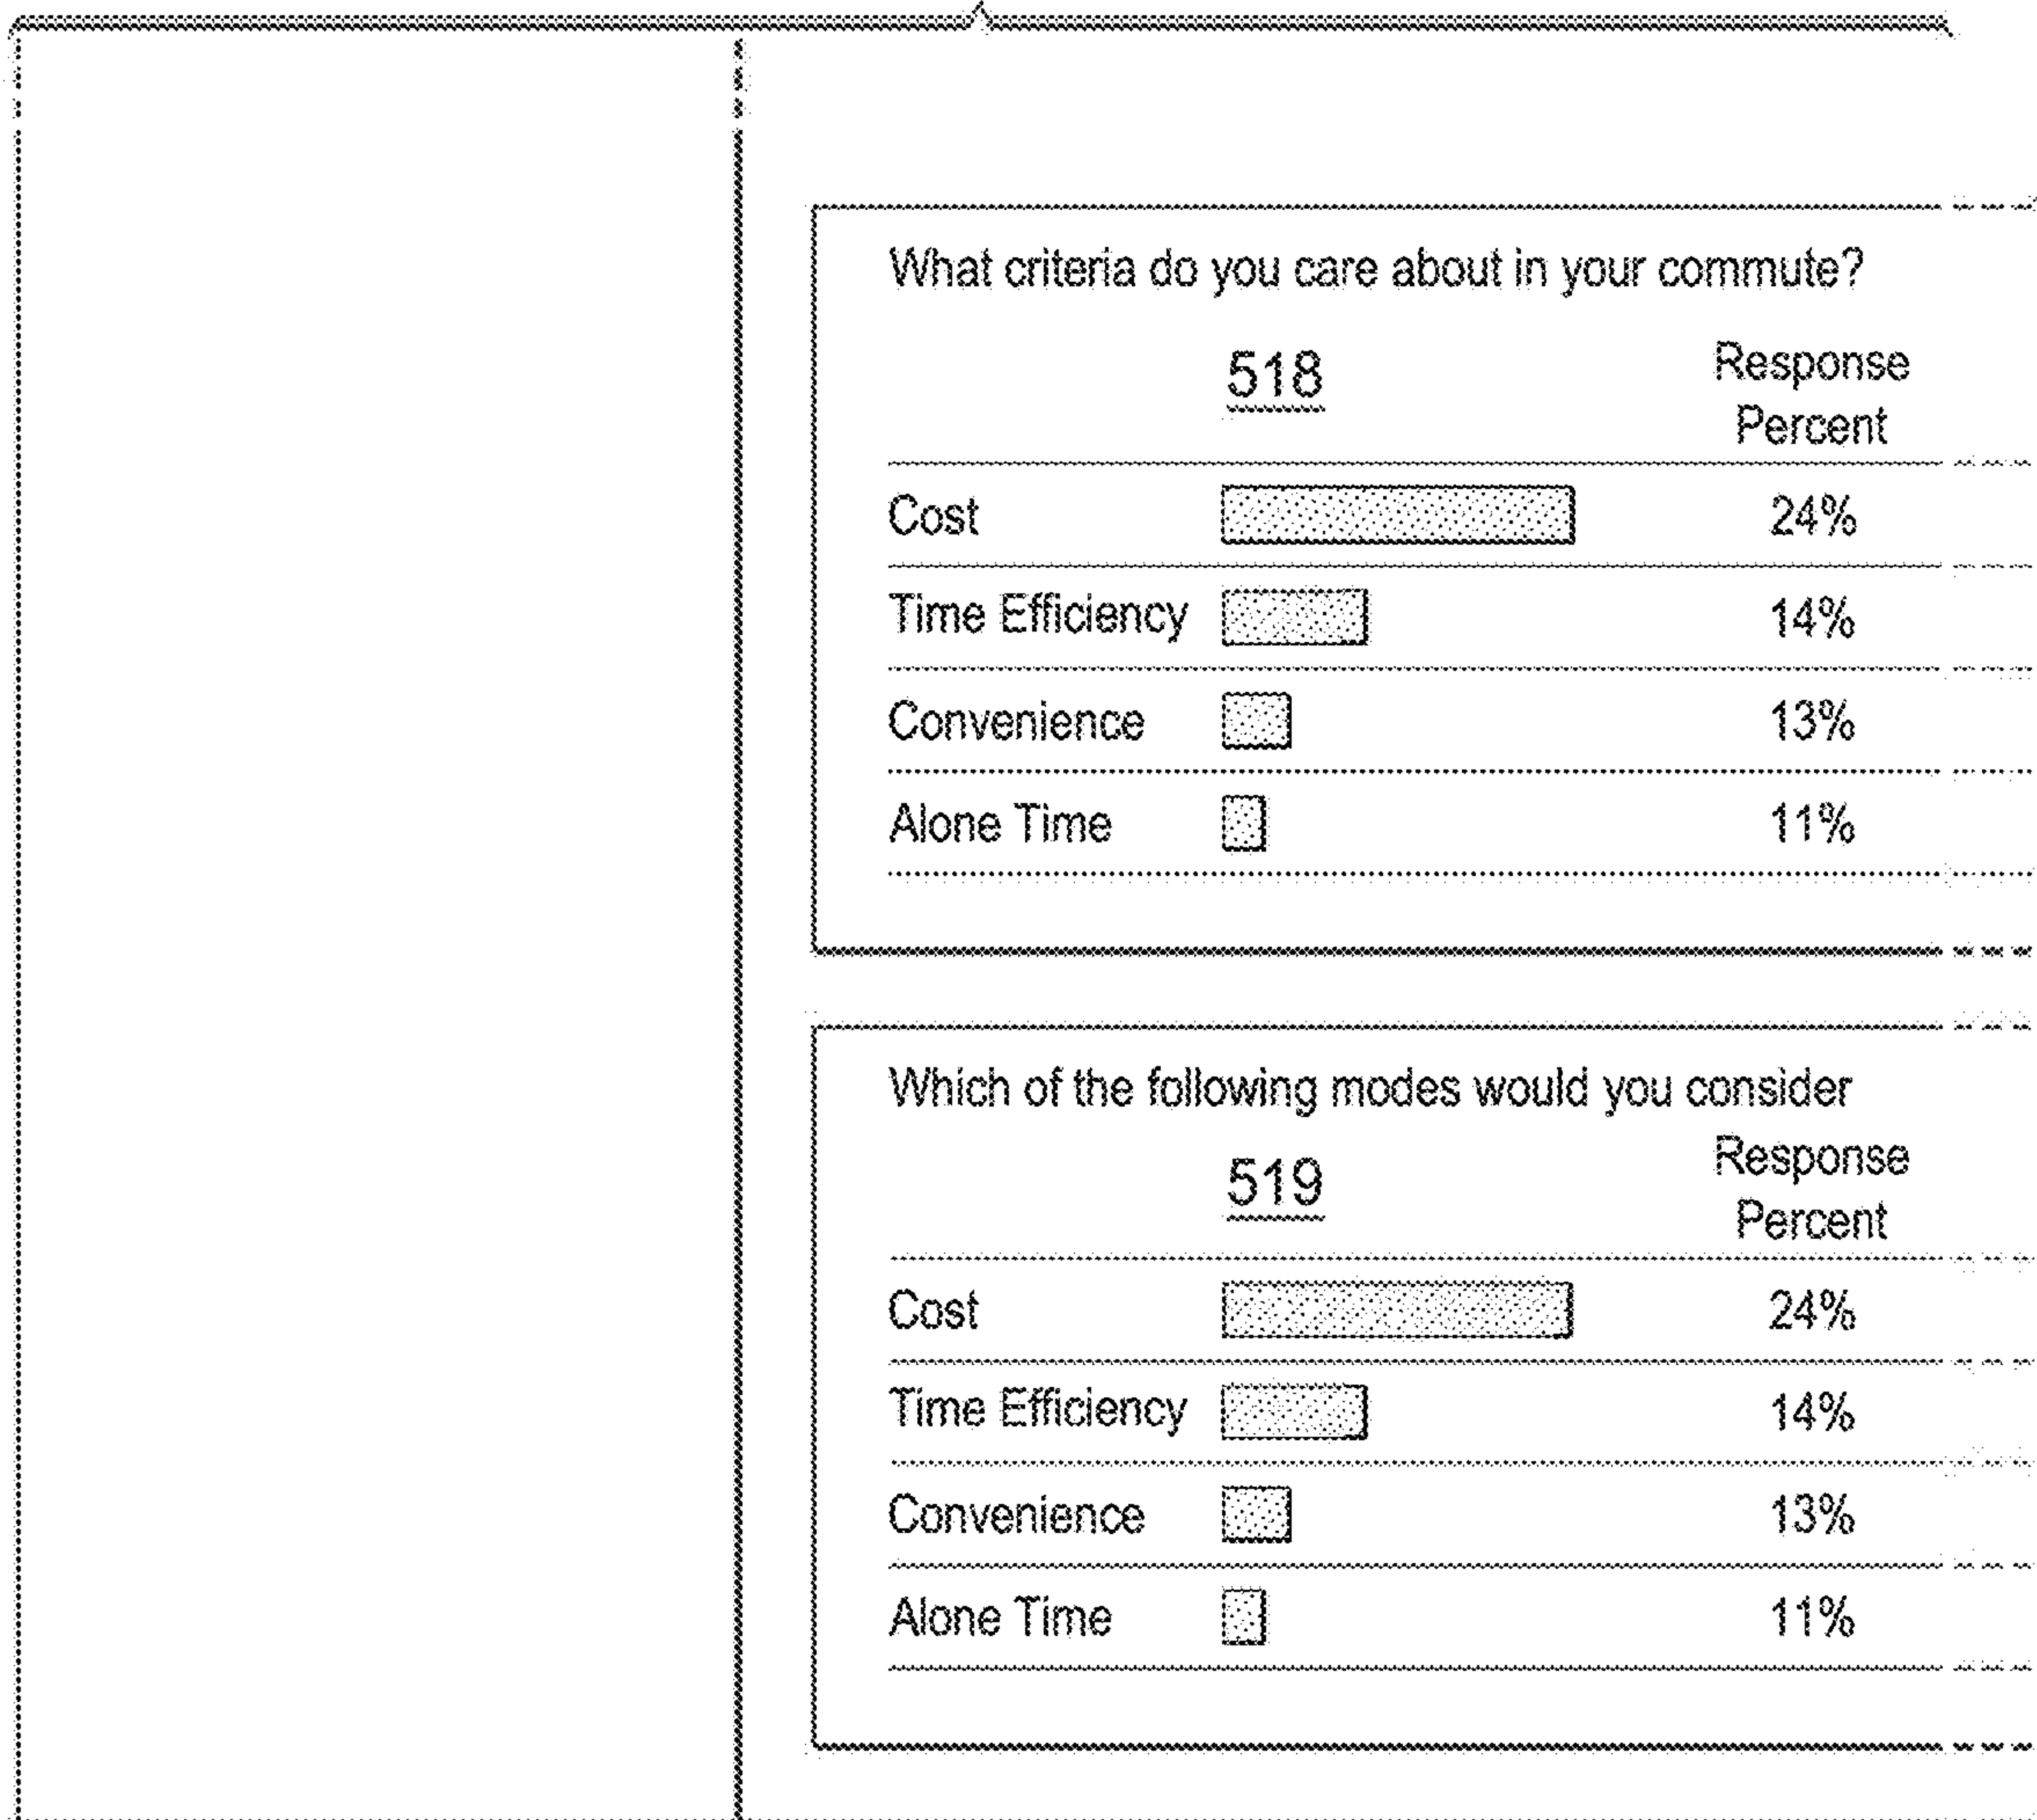 What criteria do you care about in your commute?
518 Response
Percent
Cost 24%
Time Efficiency 14%
Convenience 13%
Alone Time 11%
Which of the following modes would you consider
519 Response
Percent
Cost 24%
Time Efficiency 14%
Convenience 13%
Alone Time 11%